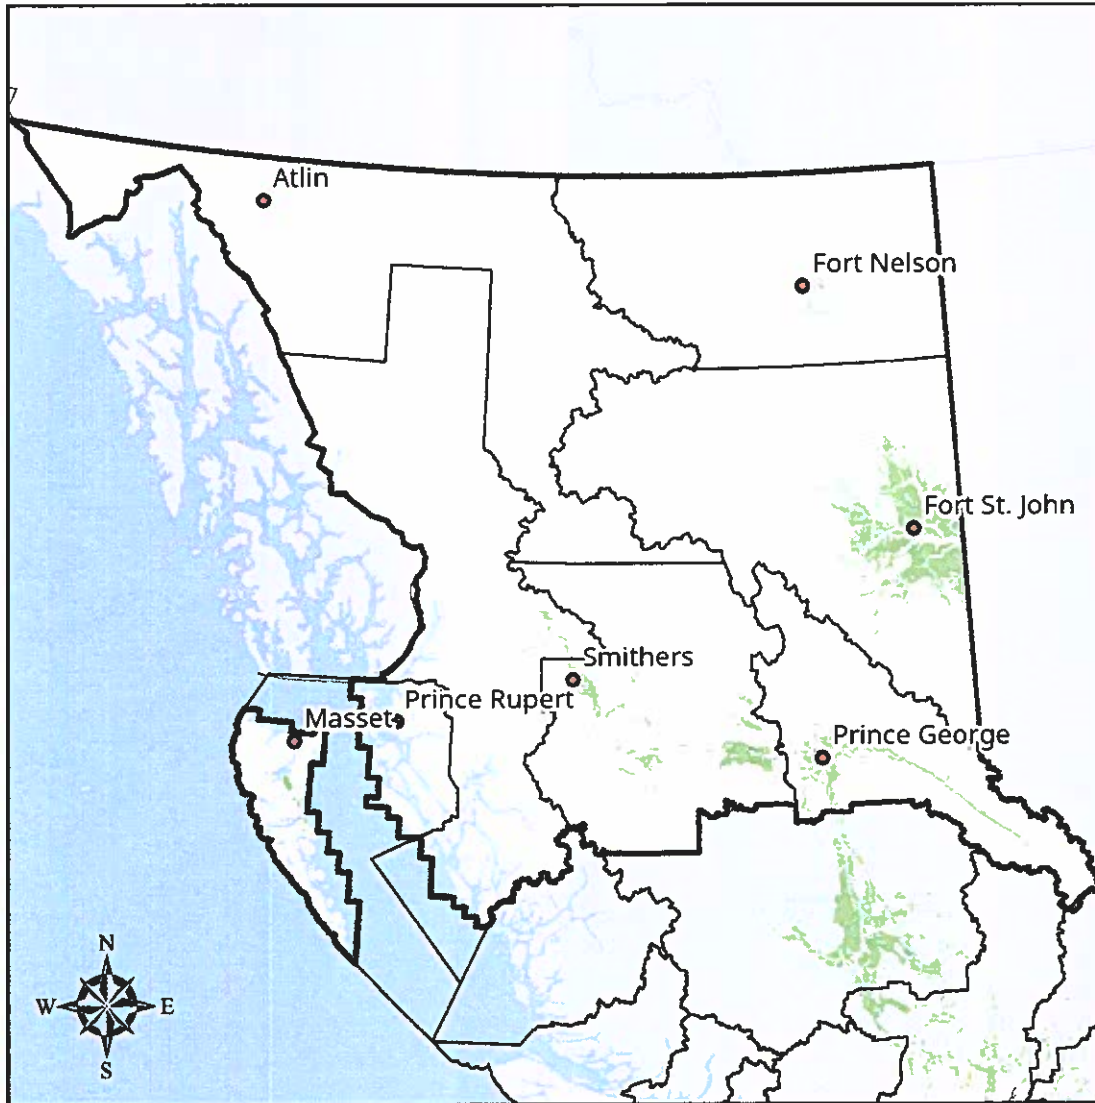 Atlin
Fort Nelson
Fort St. John
Smithers
Prince Rupert
Masset
Prince George
N
W E
S